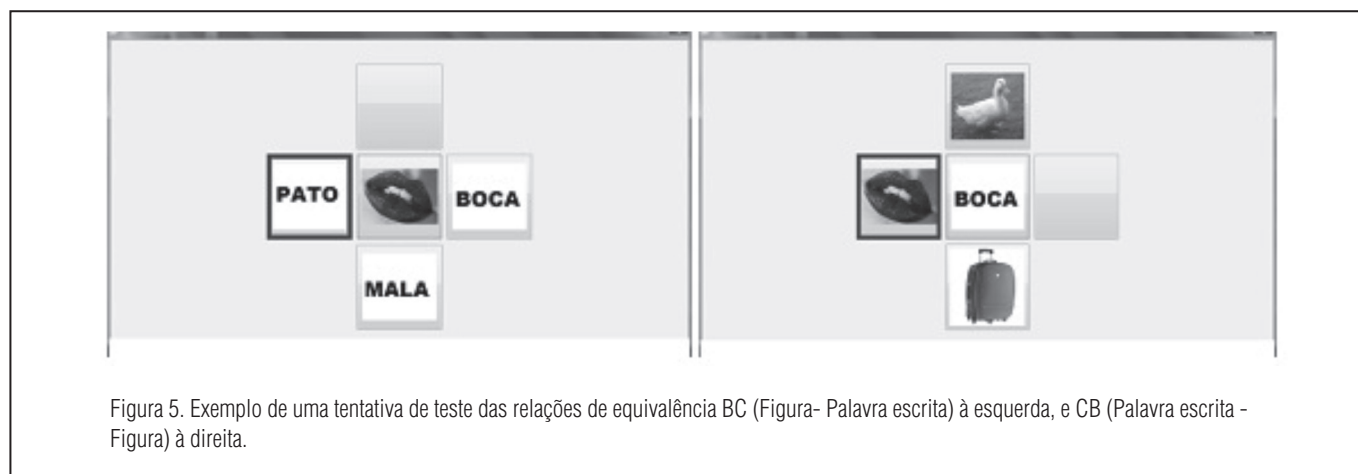 PATO
BOCA
MALA
BOCA
Figura 5. Exemplo de uma tentativa de teste das relações de equivalência BC (Figura- Palavra escrita) à esquerda, e CB (Palavra escrita -
Figura) à direita.